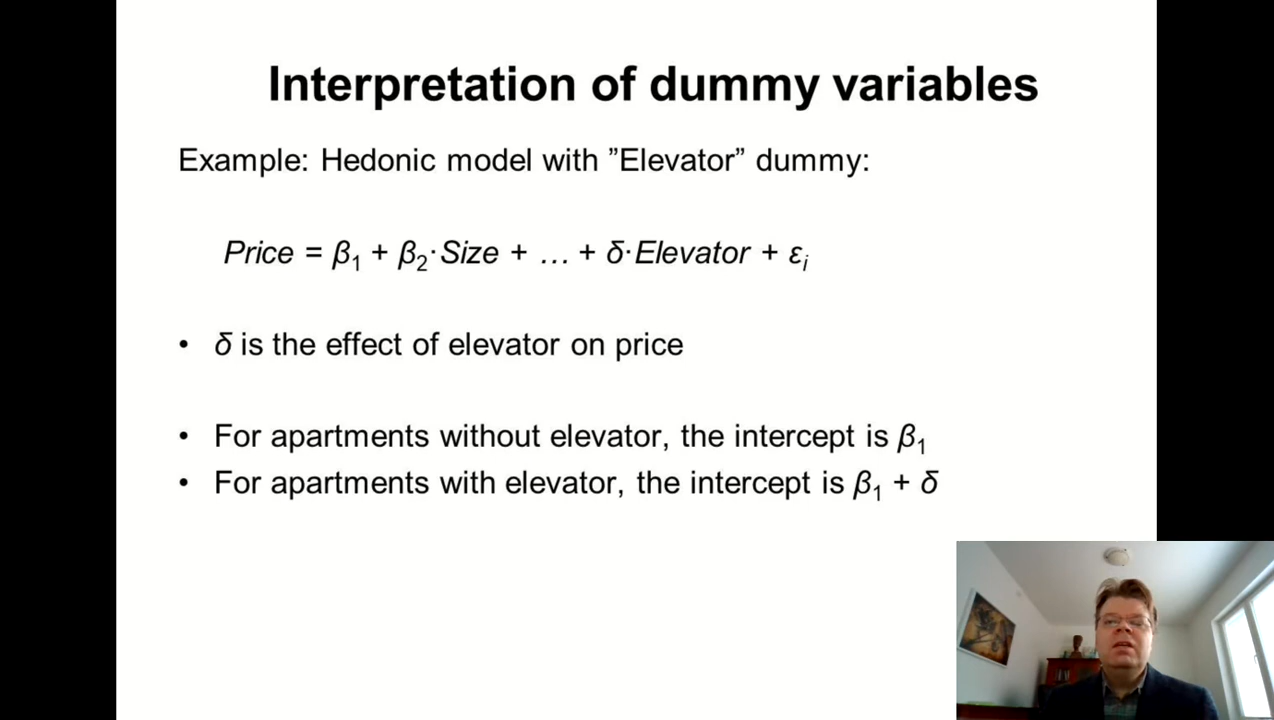 Interpretation of dummy variables
Example: Hedonic model with ”Elevator” dummy:
Price = β₁ + β₂·Size + … + δ·Elevator + εᵢ
• δ is the effect of elevator on price
• For apartments without elevator, the intercept is β₁
• For apartments with elevator, the intercept is β₁ + δ